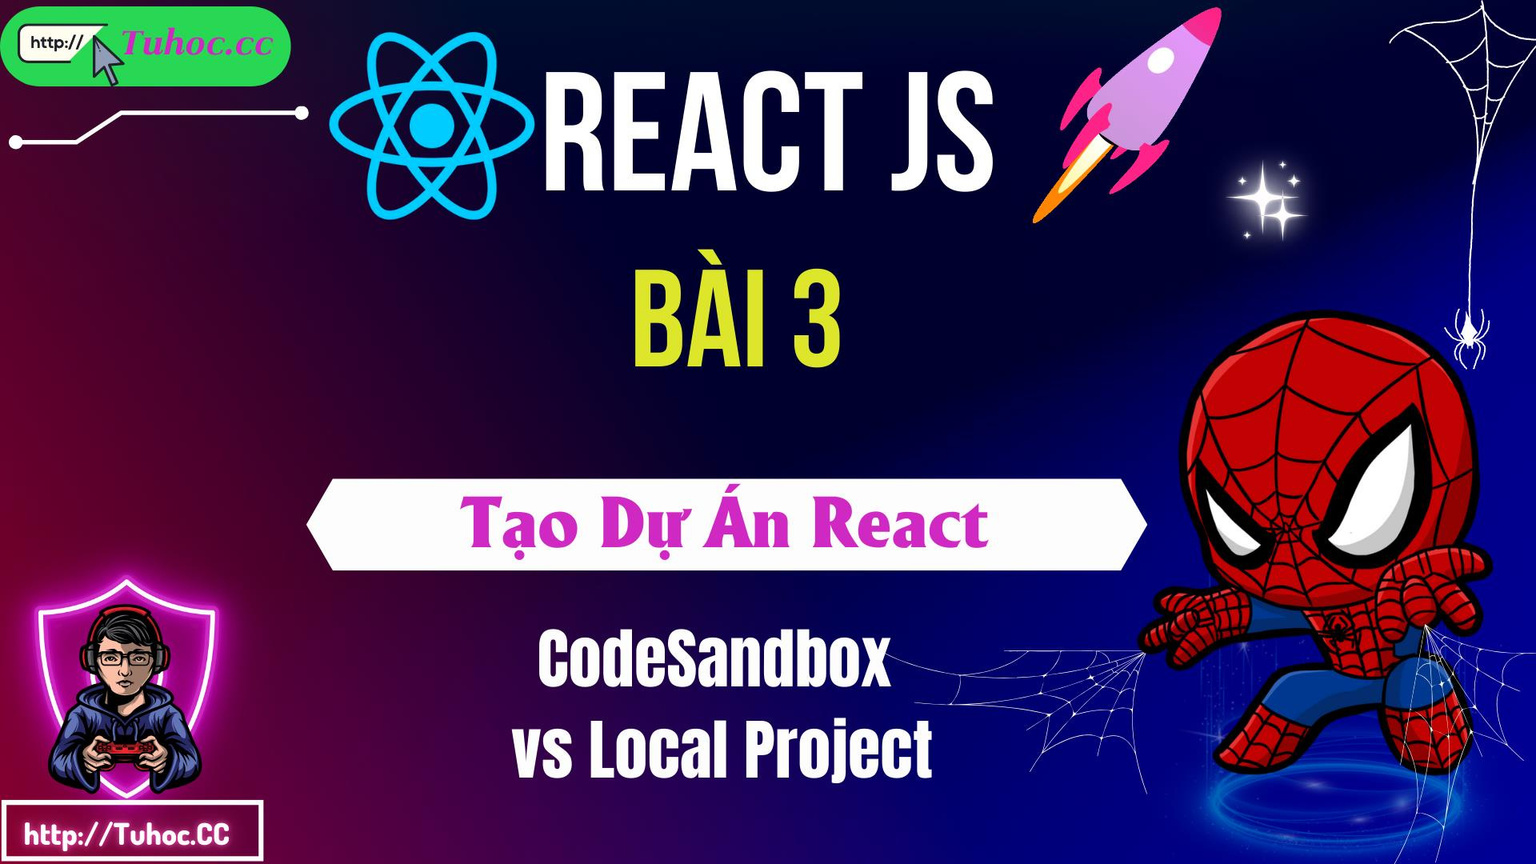 http://
Tuhoc.cc
REACT JS
BÀI 3
Tạo Dự Án React
CodeSandbox
vs Local Project
http://Tuhoc.CC